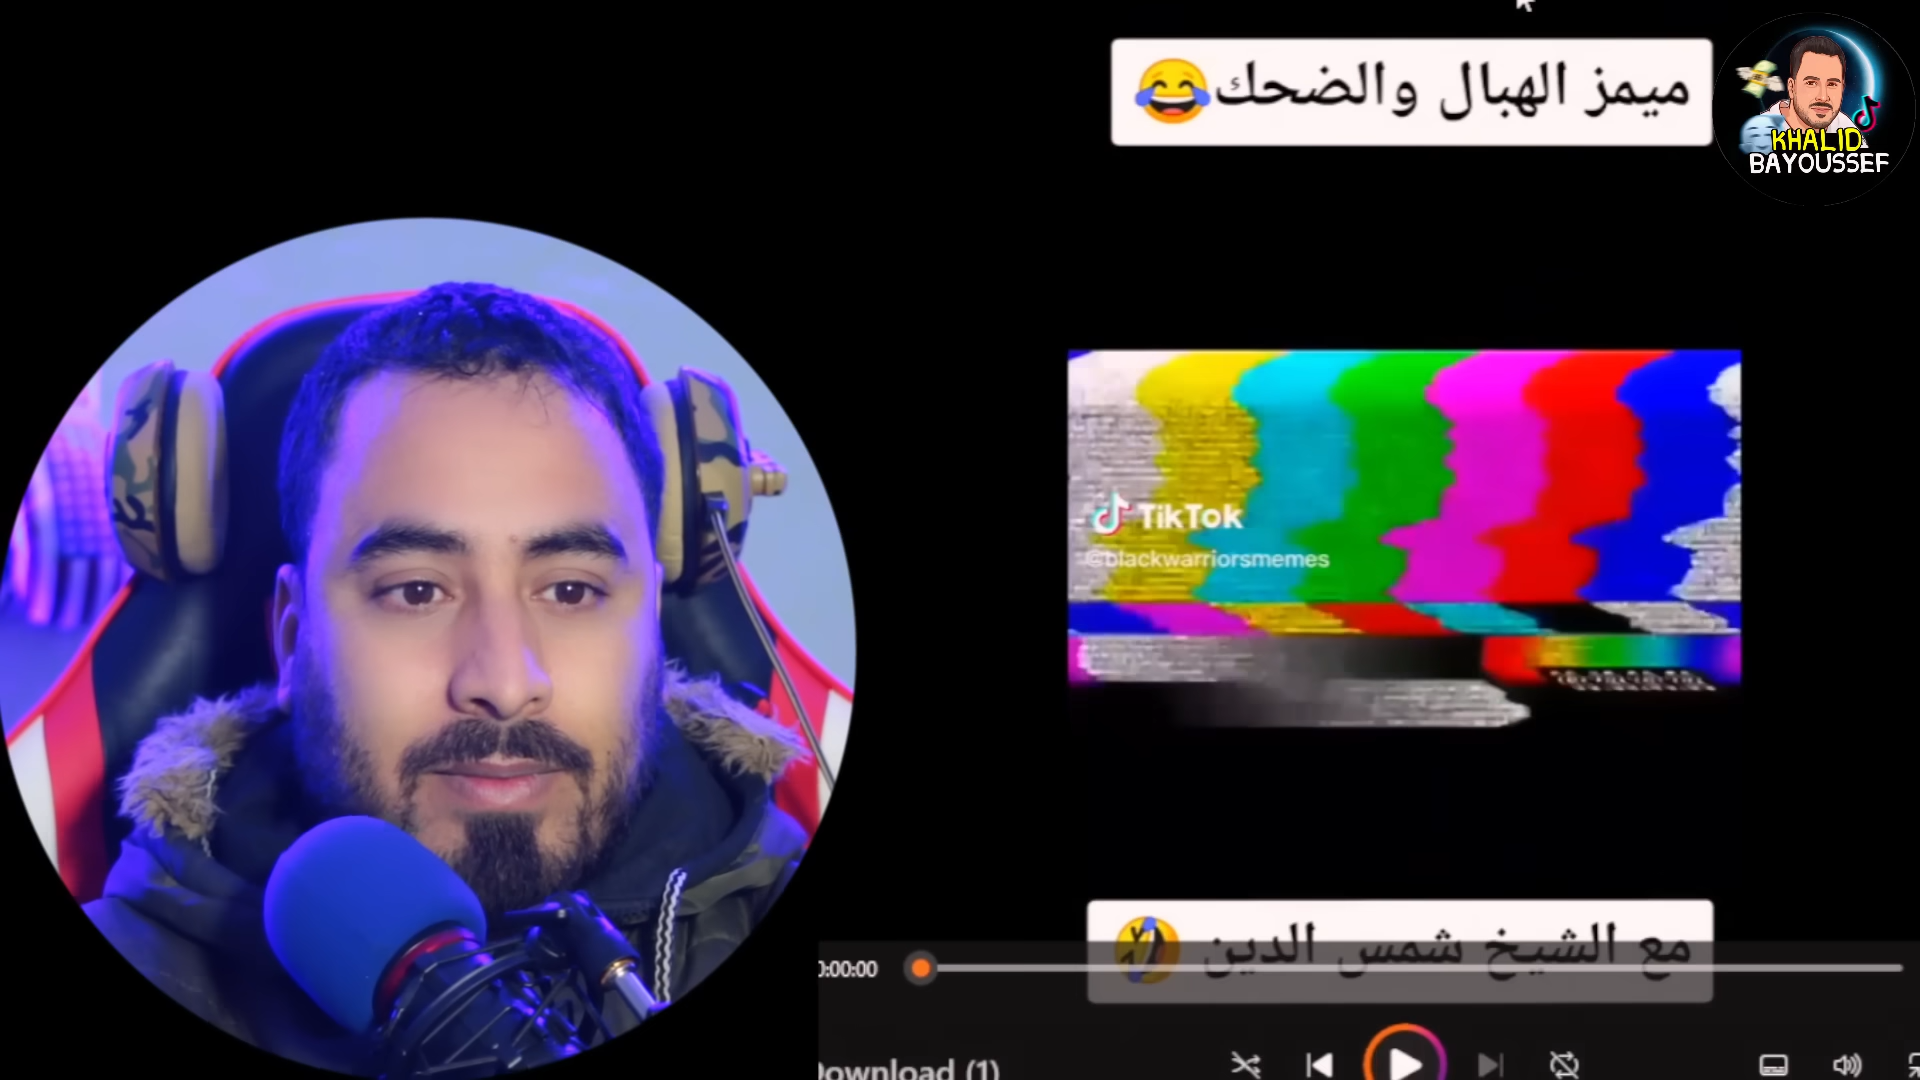 ميمز الهبال والضحك😂
KHALID
BAYOUSSEF
TikTok
@blackwarriorsmemes
مع الشيخ شمس الدين 🤣
0:00:00
Download (1)